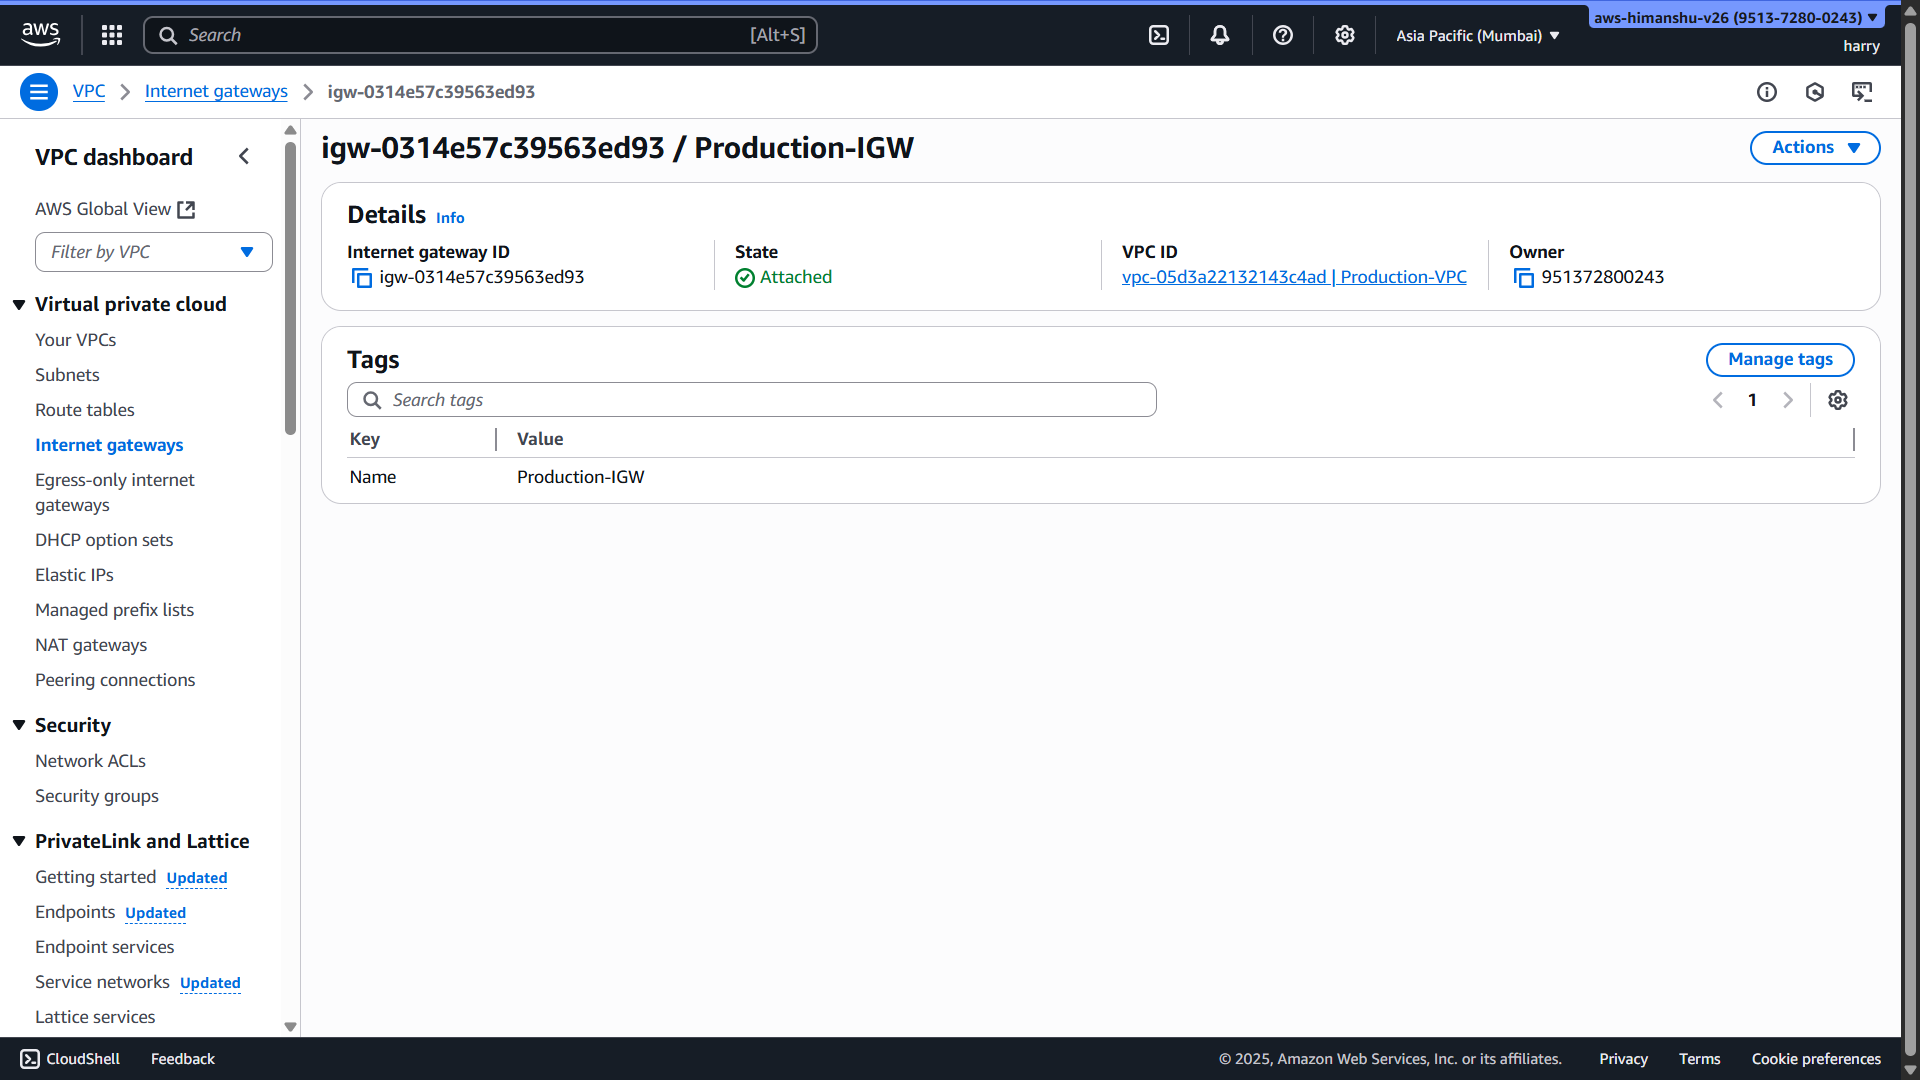 aws
Search
[Alt+S]
Asia Pacific (Mumbai)
aws-himanshu-v26 (9513-7280-0243)
harry
VPC
Internet gateways
igw-0314e57c39563ed93
VPC dashboard
AWS Global View
Filter by VPC
Virtual private cloud
Your VPCs
Subnets
Route tables
Internet gateways
Egress-only internet
gateways
DHCP option sets
Elastic IPs
Managed prefix lists
NAT gateways
Peering connections
Security
Network ACLs
Security groups
PrivateLink and Lattice
Getting started Updated
Endpoints Updated
Endpoint services
Service networks Updated
Lattice services
igw-0314e57c39563ed93 / Production-IGW
Actions
Details Info
Internet gateway ID
igw-0314e57c39563ed93
State
Attached
VPC ID
vpc-05d3a22132143c4ad | Production-VPC
Owner
951372800243
Tags
Manage tags
Search tags
1
Key Value
Name Production-IGW
CloudShell Feedback
© 2025, Amazon Web Services, Inc. or its affiliates. Privacy Terms Cookie preferences